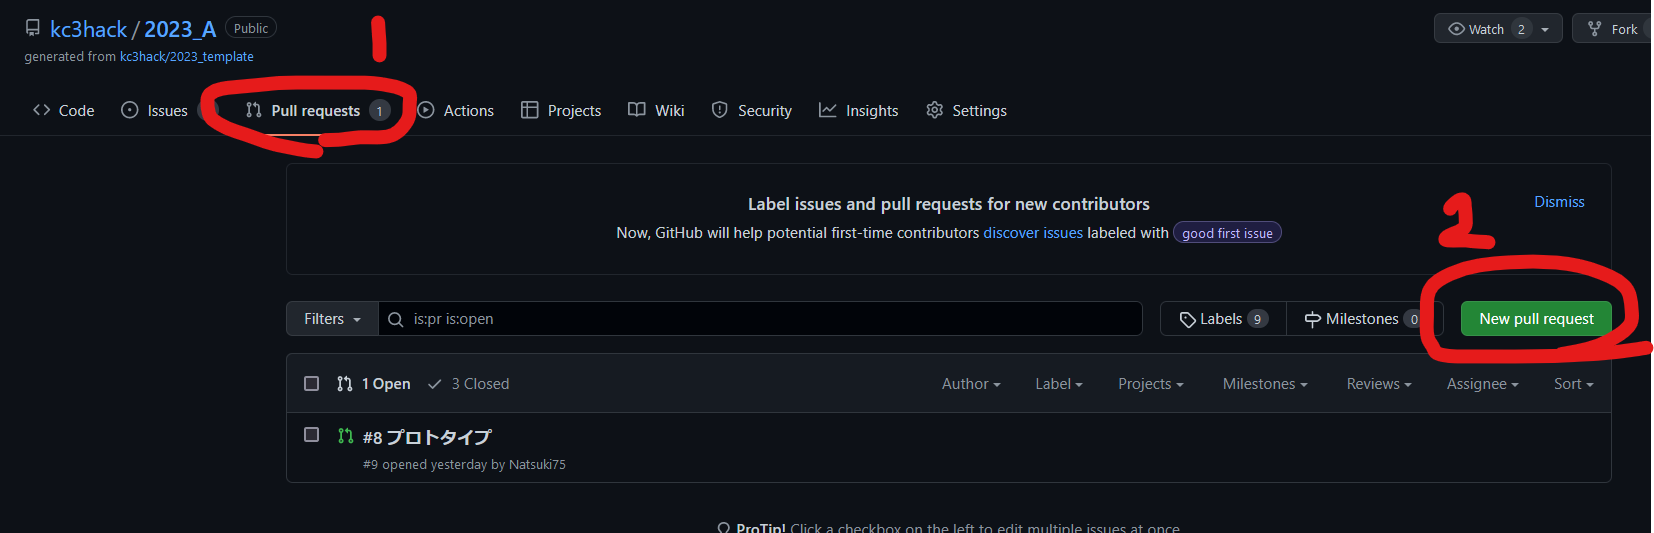 kc3hack / 2023_A Public
1
Watch 2
Fork
generated from kc3hack/2023_template
Code
Issues
Pull requests 1
Actions
Projects
Wiki
Security
Insights
Settings
Label issues and pull requests for new contributors
Dismiss
Now, GitHub will help potential first-time contributors discover issues labeled with good first issue
2
Filters
is:pr is:open
Labels 9
Milestones 0
New pull request
1 Open
3 Closed
Author
Label
Projects
Milestones
Reviews
Assignee
Sort
#8 プロトタイプ
#9 opened yesterday by Natsuki75
ProTip! Click a checkbox on the left to edit multiple issues at once.